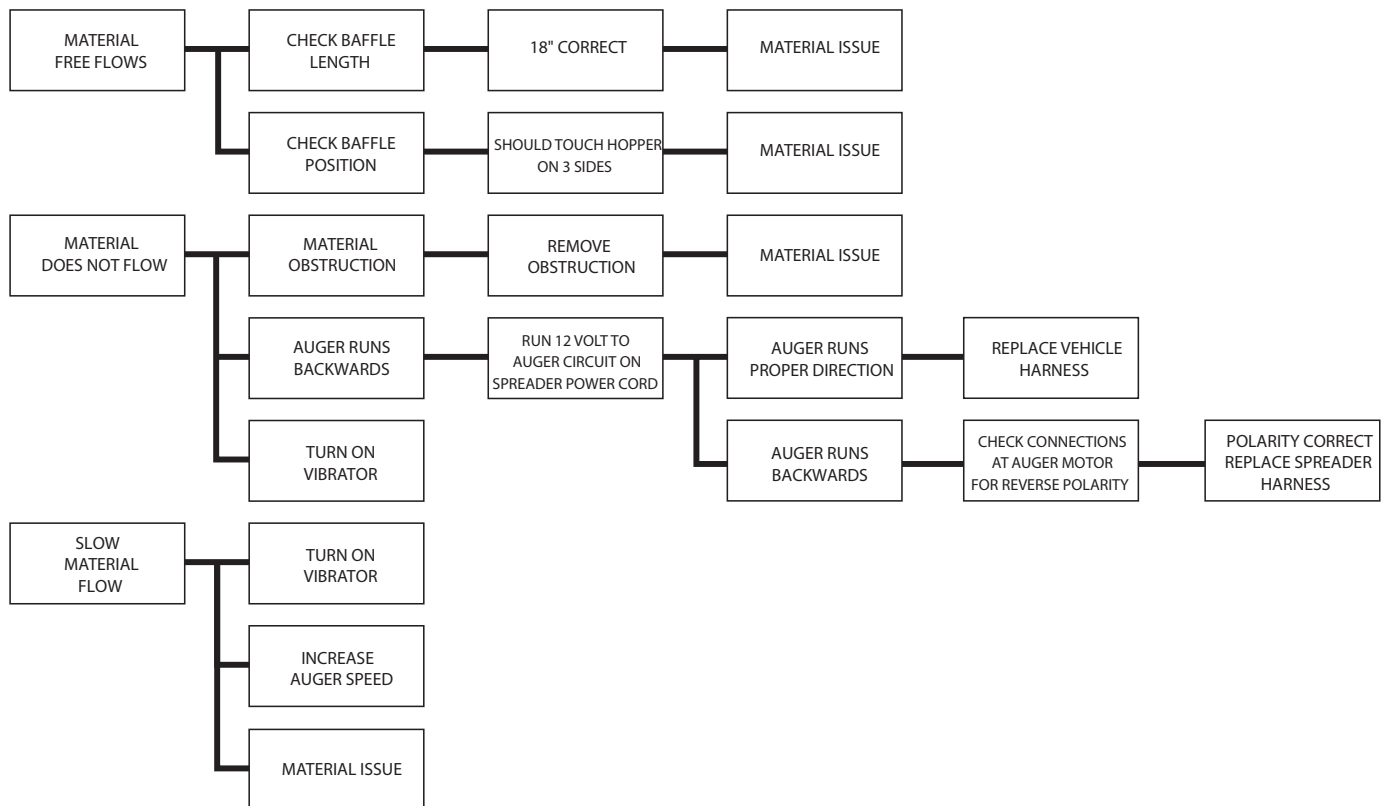 MATERIAL
FREE FLOWS
CHECK BAFFLE
LENGTH
18" CORRECT
MATERIAL ISSUE
CHECK BAFFLE
POSITION
SHOULD TOUCH HOPPER
ON 3 SIDES
MATERIAL ISSUE
MATERIAL
DOES NOT FLOW
MATERIAL
OBSTRUCTION
REMOVE
OBSTRUCTION
MATERIAL ISSUE
AUGER RUNS
BACKWARDS
RUN 12 VOLT TO
AUGER CIRCUIT ON
SPREADER POWER CORD
AUGER RUNS
PROPER DIRECTION
REPLACE VEHICLE
HARNESS
AUGER RUNS
BACKWARDS
CHECK CONNECTIONS
AT AUGER MOTOR
FOR REVERSE POLARITY
POLARITY CORRECT
REPLACE SPREADER
HARNESS
TURN ON
VIBRATOR
SLOW
MATERIAL
FLOW
TURN ON
VIBRATOR
INCREASE
AUGER SPEED
MATERIAL ISSUE